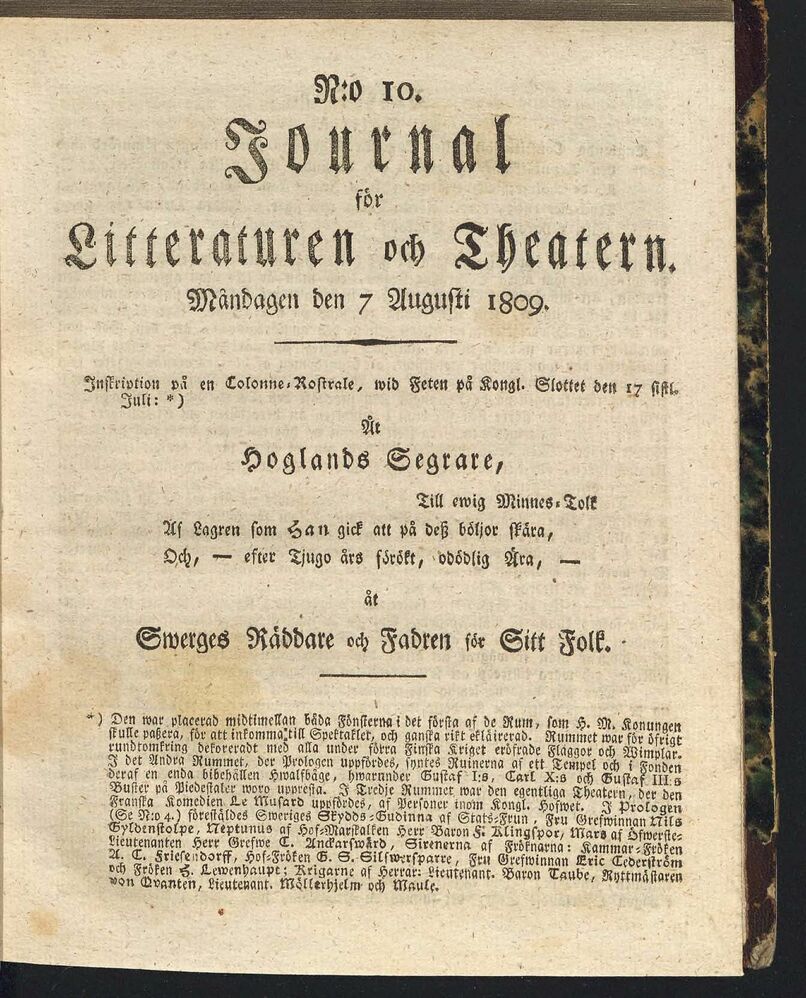 N:o 10.
Journal
för
Litteraturen och Theatern.
Måndagen den 7 Augusti 1809.
Inskription på en Colonne-Rostrale, wid Feten på Kongl. Slottet den 17 sistl.
Juli: *)
Åt
Hoglands Segrare,
Till ewig Minnes-Tolk
Af Lagren som Han gick att på deß böljor skära,
Och, — efter Tjugo års förökt, odödlig Ära, —
åt
Swerges Räddare och Fadren för Sitt Folk.
*) Den war placerad midtimellan båda Fönsterna i det första af de Rum, som H. M. Konungen
skulle paßera, för att inkomma till Spektaklet, och ganska rikt eklärerad. Rummet war för öfrigt
rundtomkring dekoreradt med alla under förra Finska Kriget eröfrade Flaggor och Wimplar.
I det Andra Rummet, der Prologen uppfördes, syntes Ruinerna af ett Tempel och i Fonden
deraf en enda bibehållen Hwalfbåge, hwarunder Gustaf I:s, Carl X:s och Gustaf III:s
Buster på Piedestaler woro uppresta. I Tredje Rummet war den egentliga Theatern, der den
Franska Komedien Le Musard uppfördes, af Personer inom Kongl. Hofwet. I Prologen
(Se N:o 4.) föreställdes Sweriges Skydds-Gudinna af Stats-Frun, Fru Grefwinnan Nils
Gyldenstolpe, Neptunus af Hof-Marskalken Herr Baron F. Klingspor, Mars af Öfwerste-
Lieutenanten Herr Grefwe C. Anckarswärd, Sirenerna af Fröknarna: Kammar-Fröken
A. C. Friesendorff, Hof-Fröken G. S. Silfwersparre, Fru Grefwinnan Eric Cederström
och Fröken H. Lewenhaupt; Krigarne af Herrar: Lieutenant. Baron Taube, Ryttmästaren
von Qvanten, Lieutenant. Möllerhjelm och Maule.